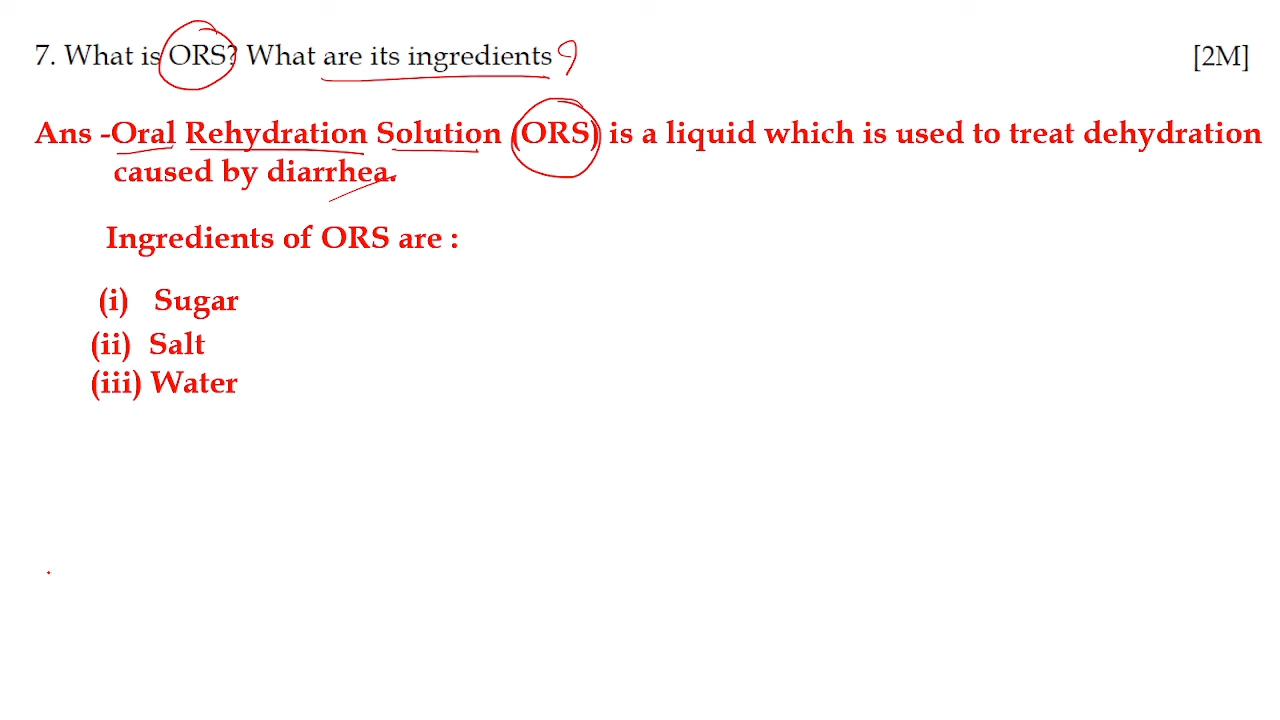 7. What is ORS? What are its ingredients ? [2M]
Ans -Oral Rehydration Solution (ORS) is a liquid which is used to treat dehydration
caused by diarrhea.
Ingredients of ORS are :
(i) Sugar
(ii) Salt
(iii) Water